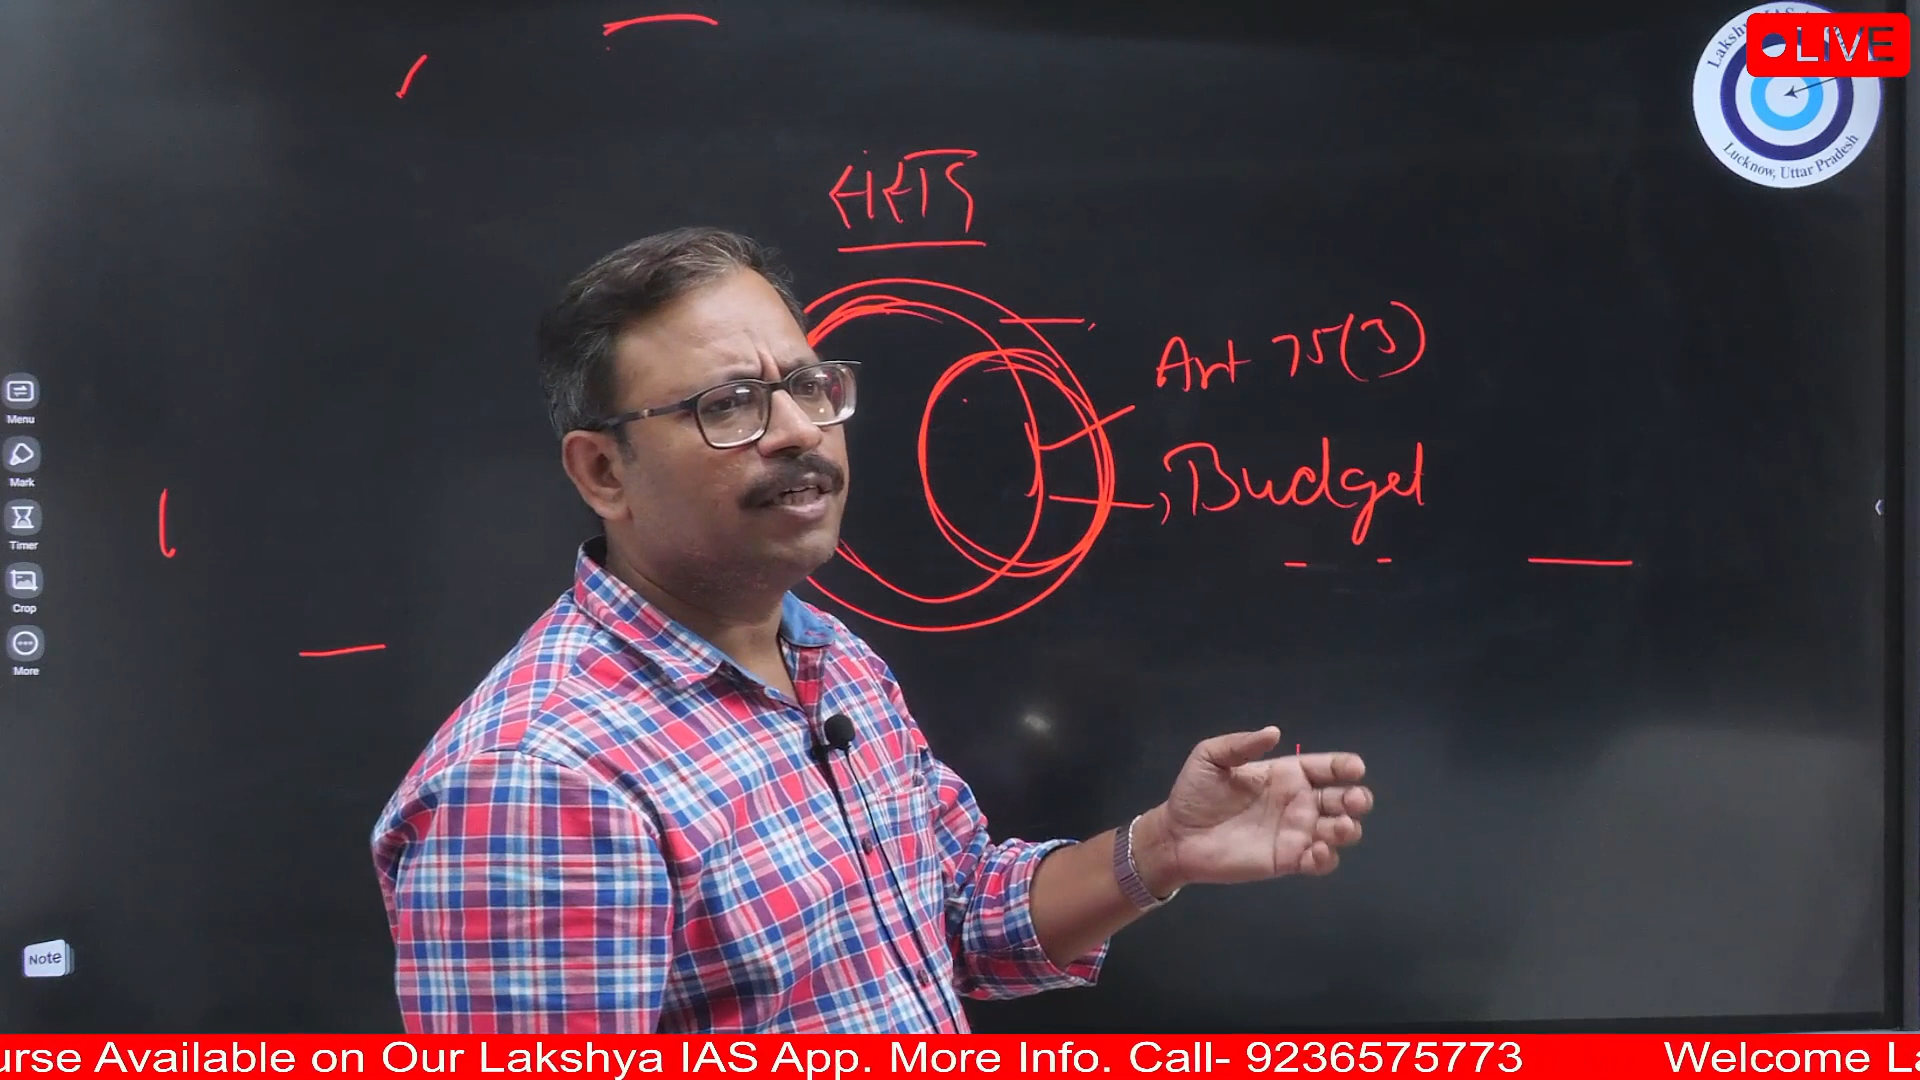 LIVE
Lucknow, Uttar Pradesh
संसद
Art 75(3)
Budget
Menu
Mark
Timer
Crop
More
Note
urse Available on Our Lakshya IAS App. More Info. Call- 9236575773 Welcome La